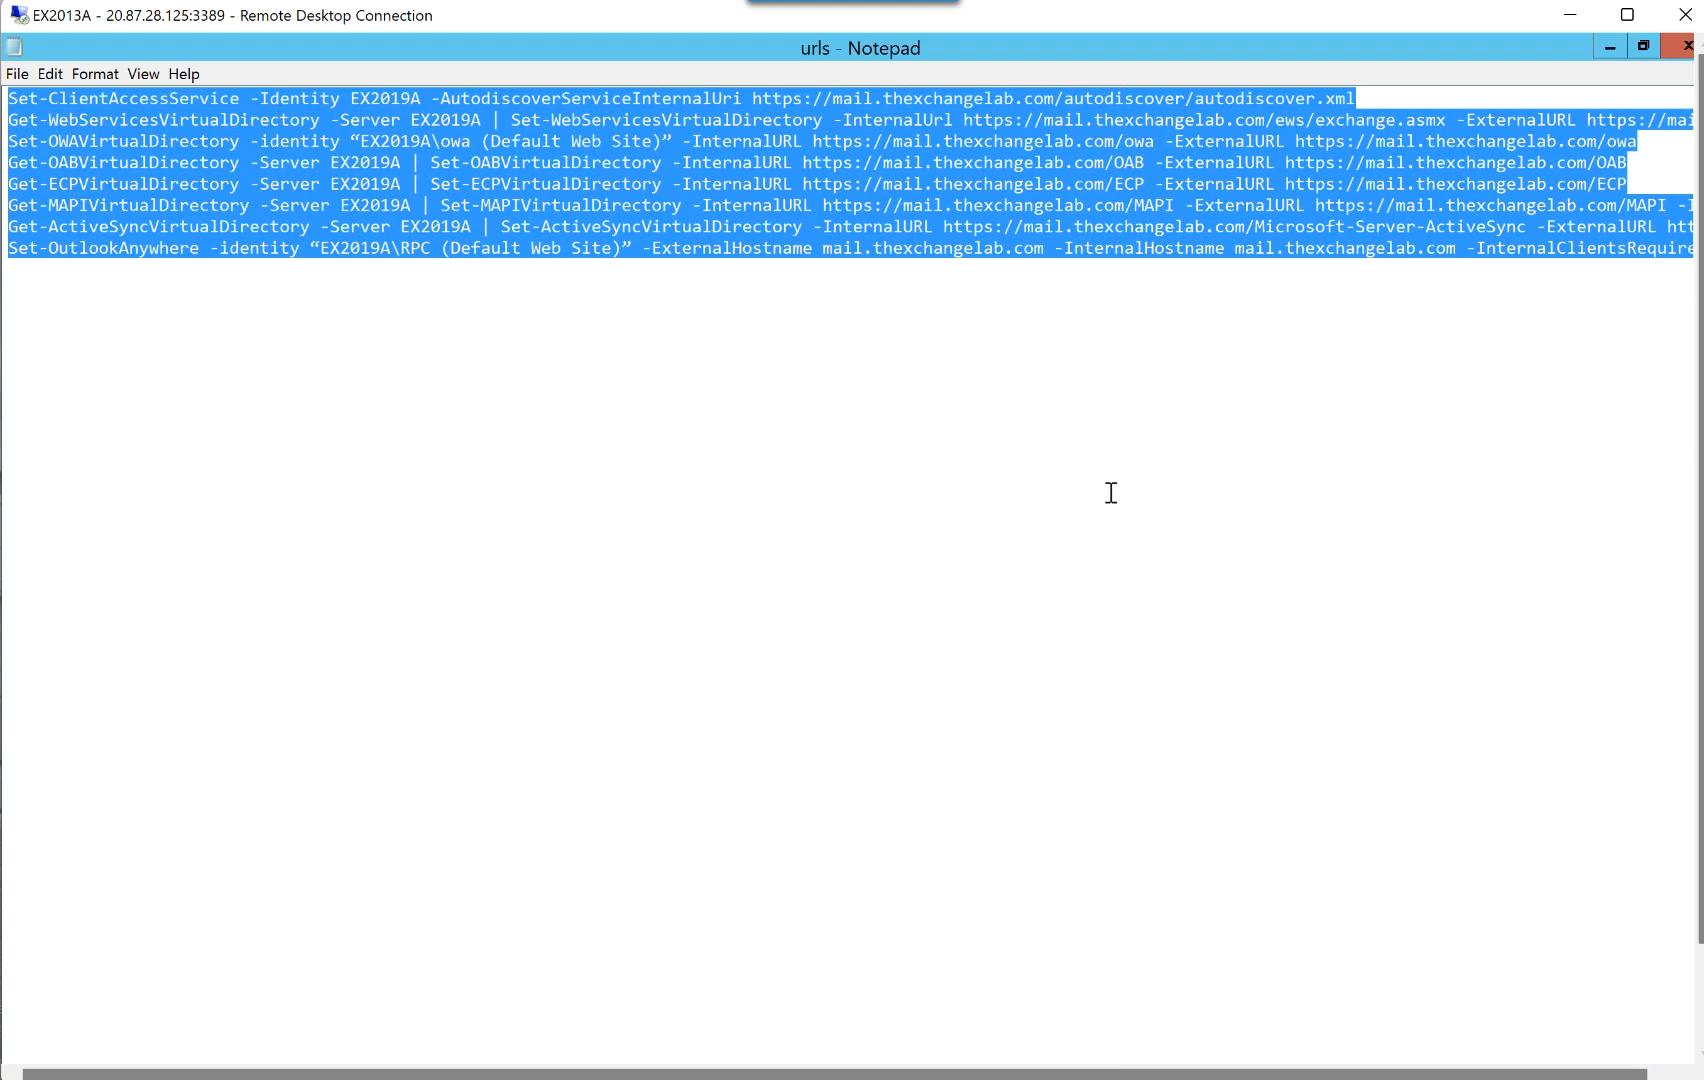 EX2013A - 20.87.28.125:3389 - Remote Desktop Connection
urls - Notepad
File Edit Format View Help
Set-ClientAccessService -Identity EX2019A -AutodiscoverServiceInternalUri https://mail.thexchangelab.com/autodiscover/autodiscover.xml
Get-WebServicesVirtualDirectory -Server EX2019A | Set-WebServicesVirtualDirectory -InternalUrl https://mail.thexchangelab.com/ews/exchange.asmx -ExternalURL https://mai
Set-OWAVirtualDirectory -identity “EX2019A\owa (Default Web Site)” -InternalURL https://mail.thexchangelab.com/owa -ExternalURL https://mail.thexchangelab.com/owa
Get-OABVirtualDirectory -Server EX2019A | Set-OABVirtualDirectory -InternalURL https://mail.thexchangelab.com/OAB -ExternalURL https://mail.thexchangelab.com/OAB
Get-ECPVirtualDirectory -Server EX2019A | Set-ECPVirtualDirectory -InternalURL https://mail.thexchangelab.com/ECP -ExternalURL https://mail.thexchangelab.com/ECP
Get-MAPIVirtualDirectory -Server EX2019A | Set-MAPIVirtualDirectory -InternalURL https://mail.thexchangelab.com/MAPI -ExternalURL https://mail.thexchangelab.com/MAPI -I
Get-ActiveSyncVirtualDirectory -Server EX2019A | Set-ActiveSyncVirtualDirectory -InternalURL https://mail.thexchangelab.com/Microsoft-Server-ActiveSync -ExternalURL htt
Set-OutlookAnywhere -identity “EX2019A\RPC (Default Web Site)” -ExternalHostname mail.thexchangelab.com -InternalHostname mail.thexchangelab.com -InternalClientsRequire